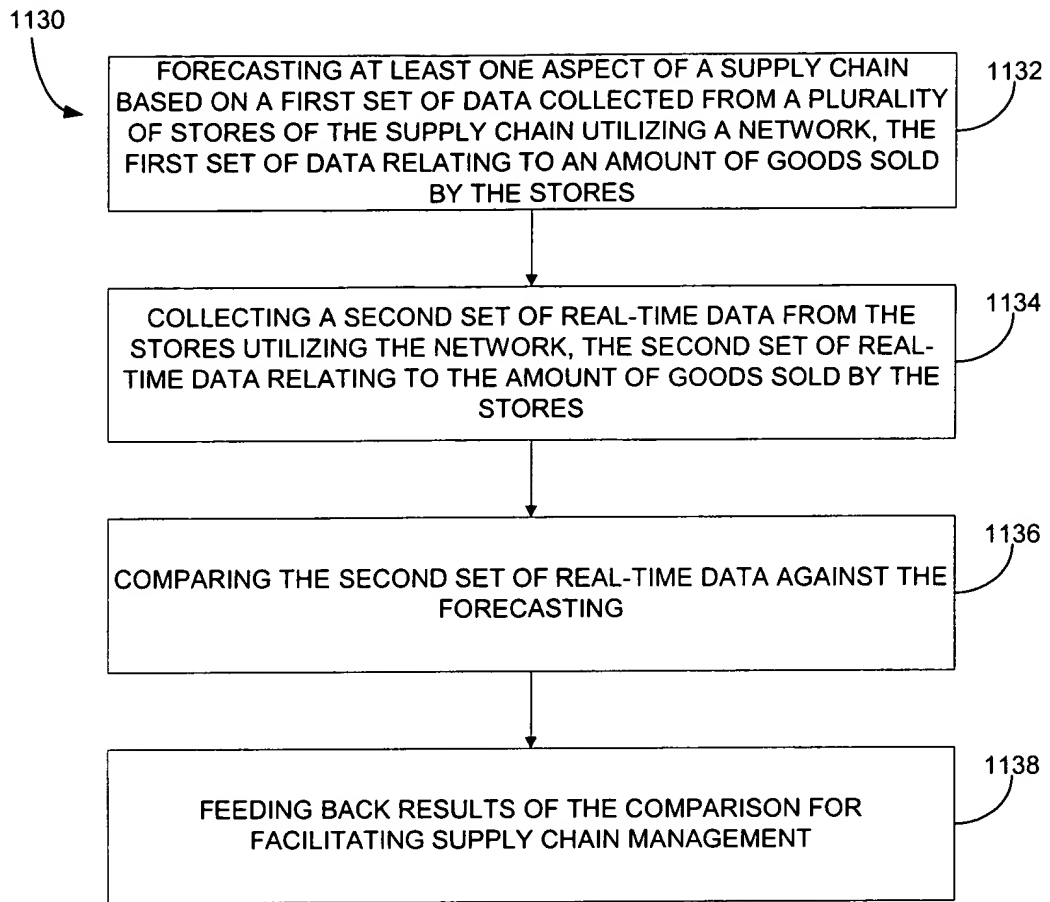 1130
FORECASTING AT LEAST ONE ASPECT OF A SUPPLY CHAIN
BASED ON A FIRST SET OF DATA COLLECTED FROM A PLURALITY
OF STORES OF THE SUPPLY CHAIN UTILIZING A NETWORK, THE
FIRST SET OF DATA RELATING TO AN AMOUNT OF GOODS SOLD
BY THE STORES
1132
COLLECTING A SECOND SET OF REAL-TIME DATA FROM THE
STORES UTILIZING THE NETWORK, THE SECOND SET OF REAL-
TIME DATA RELATING TO THE AMOUNT OF GOODS SOLD BY THE
STORES
1134
COMPARING THE SECOND SET OF REAL-TIME DATA AGAINST THE
FORECASTING
1136
FEEDING BACK RESULTS OF THE COMPARISON FOR
FACILITATING SUPPLY CHAIN MANAGEMENT
1138